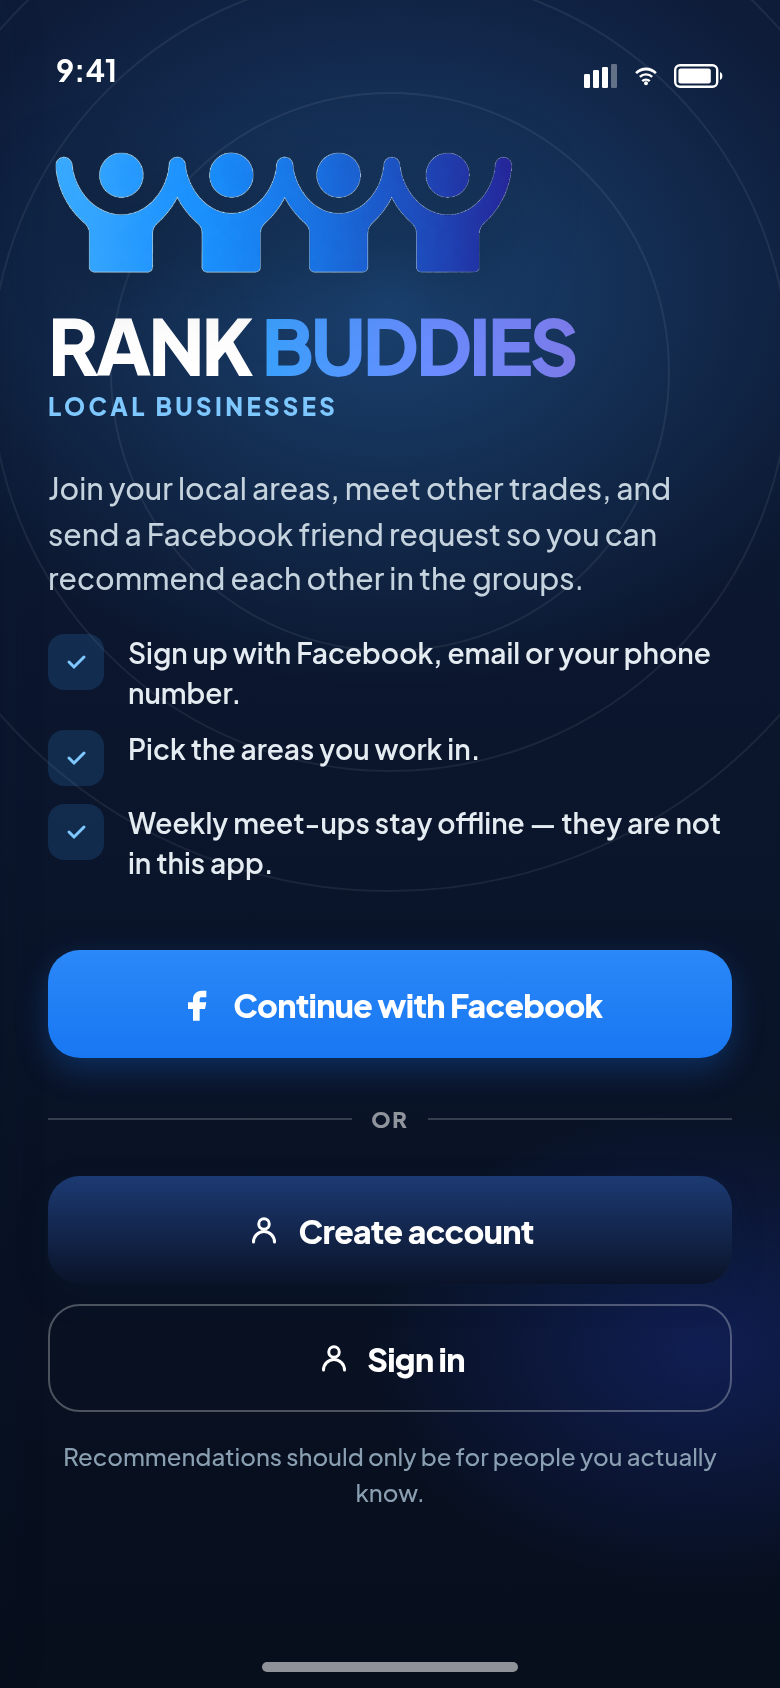 9:41
RANK BUDDIES
LOCAL BUSINESSES
Join your local areas, meet other trades, and
send a Facebook friend request so you can
recommend each other in the groups.
Sign up with Facebook, email or your phone
number.
Pick the areas you work in.
Weekly meet-ups stay offline — they are not
in this app.
Continue with Facebook
OR
Create account
Sign in
Recommendations should only be for people you actually
know.